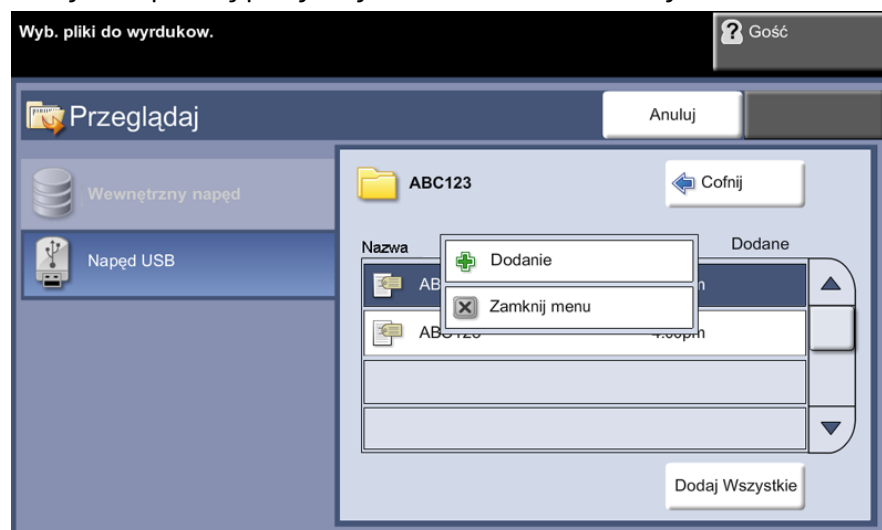 Wyb. pliki do wyrdukow.
Gość
Przeglądaj
Anuluj
Wewnętrzny napęd
ABC123
Cofnij
Napęd USB
Nazwa
Dodane
Dodanie
Zamknij menu
Dodaj Wszystkie